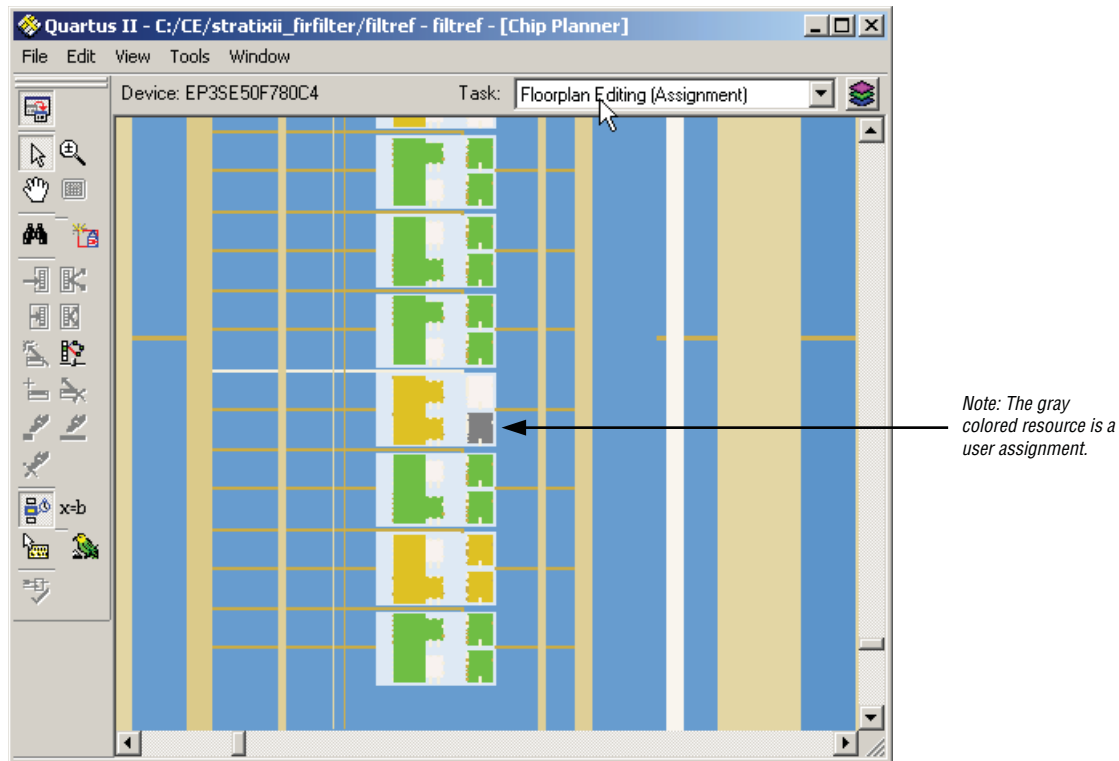 Quartus II - C:/CE/stratixii_firfilter/filtref - filtref - [Chip Planner]
File Edit View Tools Window
Device: EP3SE50F780C4 Task: Floorplan Editing (Assignment)
x=b
Note: The gray
colored resource is a
user assignment.